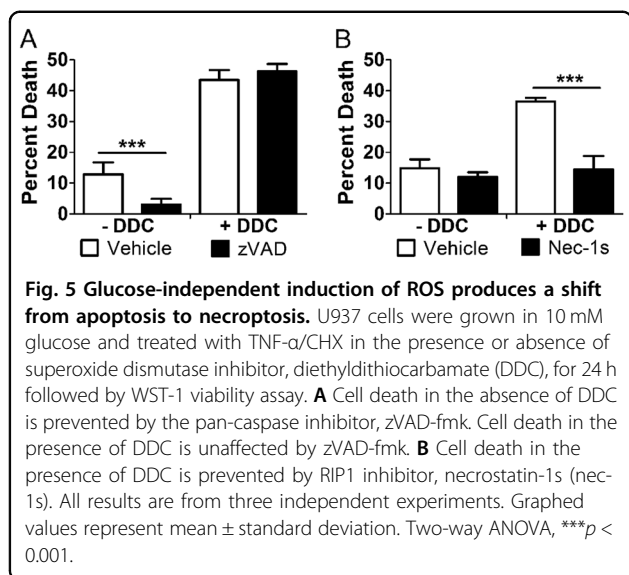 A
B
Percent Death
50
40
30
20
10
0
***
- DDC
+ DDC
Vehicle
zVAD
Percent Death
50
40
30
20
10
0
***
- DDC
+ DDC
Vehicle
Nec-1s
Fig. 5 Glucose-independent induction of ROS produces a shift
from apoptosis to necroptosis. U937 cells were grown in 10 mM
glucose and treated with TNF-α/CHX in the presence or absence of
superoxide dismutase inhibitor, diethyldithiocarbamate (DDC), for 24 h
followed by WST-1 viability assay. A Cell death in the absence of DDC
is prevented by the pan-caspase inhibitor, zVAD-fmk. Cell death in the
presence of DDC is unaffected by zVAD-fmk. B Cell death in the
presence of DDC is prevented by RIP1 inhibitor, necrostatin-1s (nec-
1s). All results are from three independent experiments. Graphed
values represent mean ± standard deviation. Two-way ANOVA, ***p <
0.001.